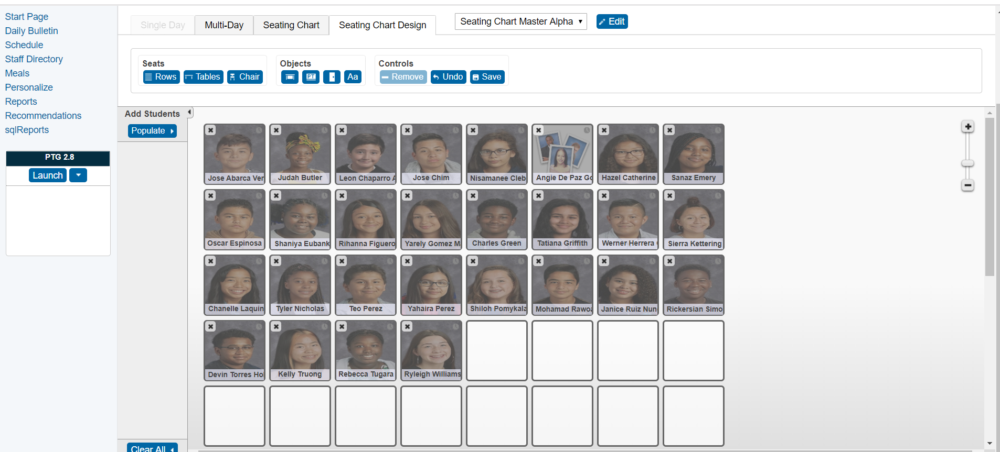 Start Page
Daily Bulletin
Schedule
Staff Directory
Meals
Personalize
Reports
Recommendations
sqlReports
PTG 2.8
Launch
Single Day
Multi-Day
Seating Chart
Seating Chart Design
Seating Chart Master Alpha
Edit
Seats
Rows
Tables
Chair
Objects
PT
Aa
Controls
Remove
Undo
Save
Add Students
Populate
Jose Abarca Ver
Judah Butler
Leon Chaparro A
Jose Chim
Nisamanee Cleb
Angie De Paz Go
Hazel Catherine
Sanaz Emery
Oscar Espinosa
Shaniya Eubank
Rihanna Figuero
Yarely Gomez M
Charles Green
Tatiana Griffith
Werner Herrera
Sierra Kettering
Chanelle Laquin
Tyler Nicholas
Teo Perez
Yahaira Perez
Shiloh Pomykala
Mohamad Rawoa
Janice Ruiz Nun
Rickersian Simo
Devin Torres Ho
Kelly Truong
Rebecca Tugara
Ryleigh Williams
Clear All